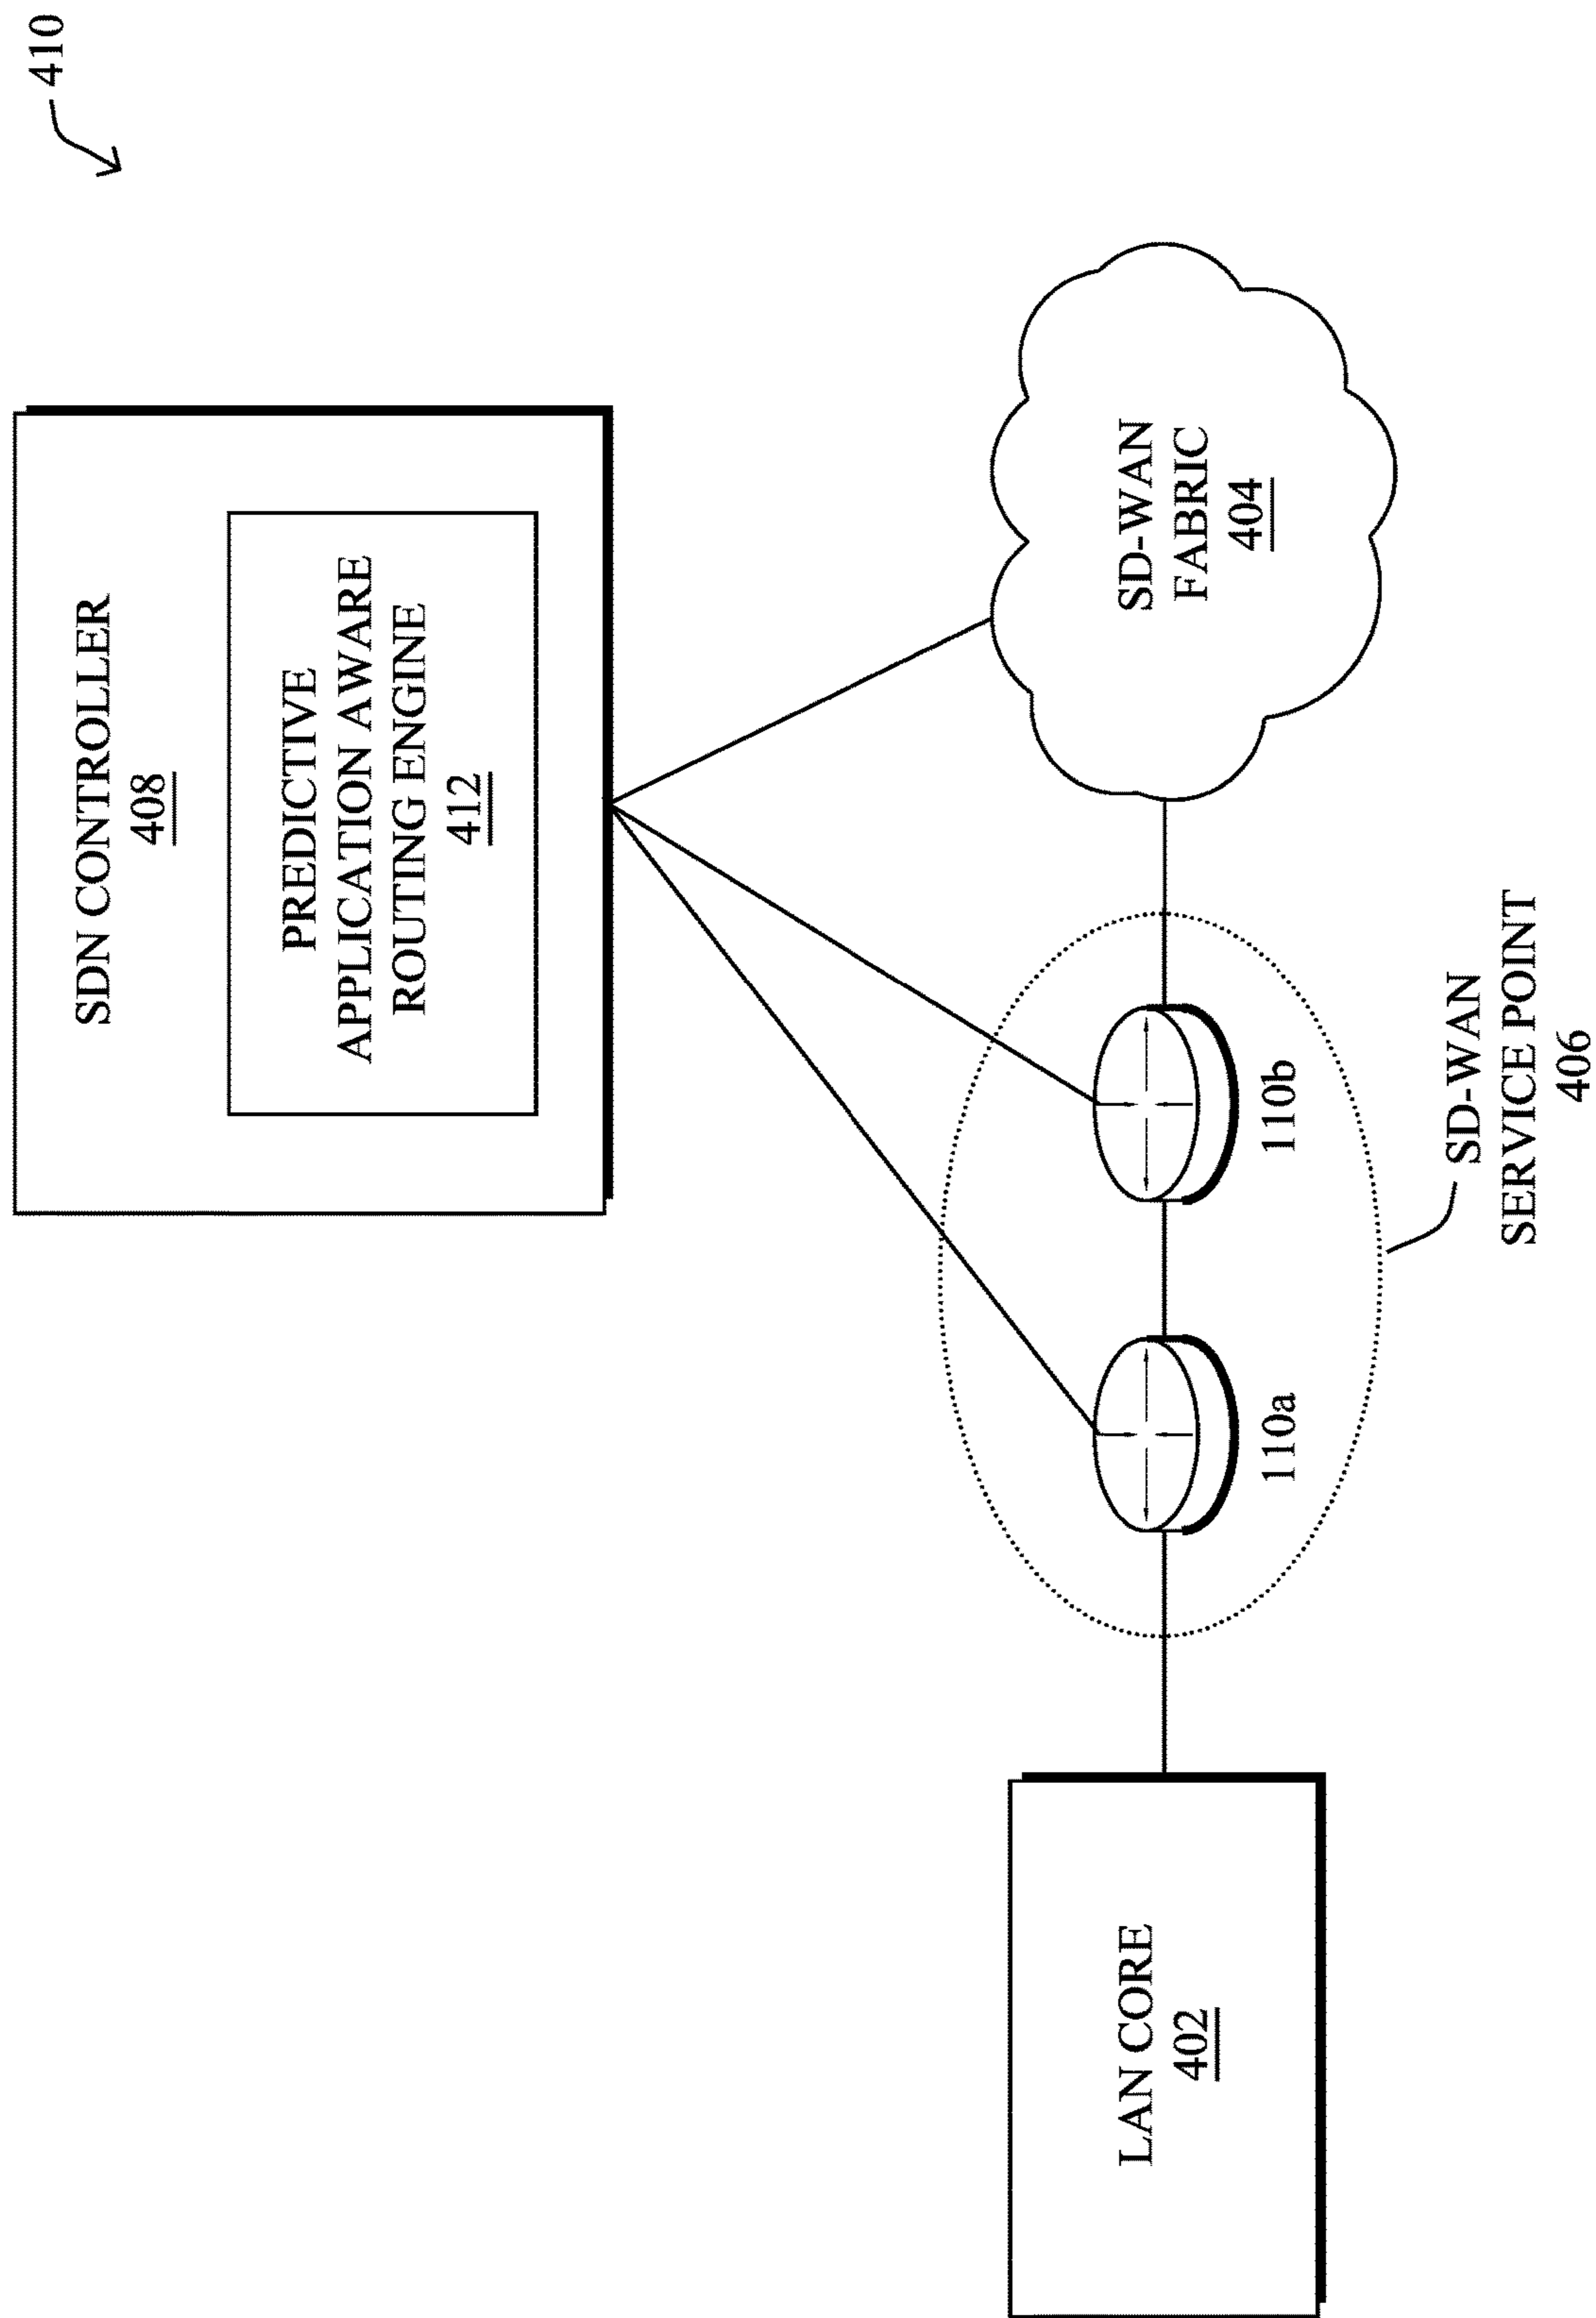 410
SDN CONTROLLER
408
PREDICTIVE
APPLICATION AWARE
ROUTING ENGINE
412
LAN CORE
402
110a
110b
SD-WAN
FABRIC
404
SD-WAN
SERVICE POINT
406